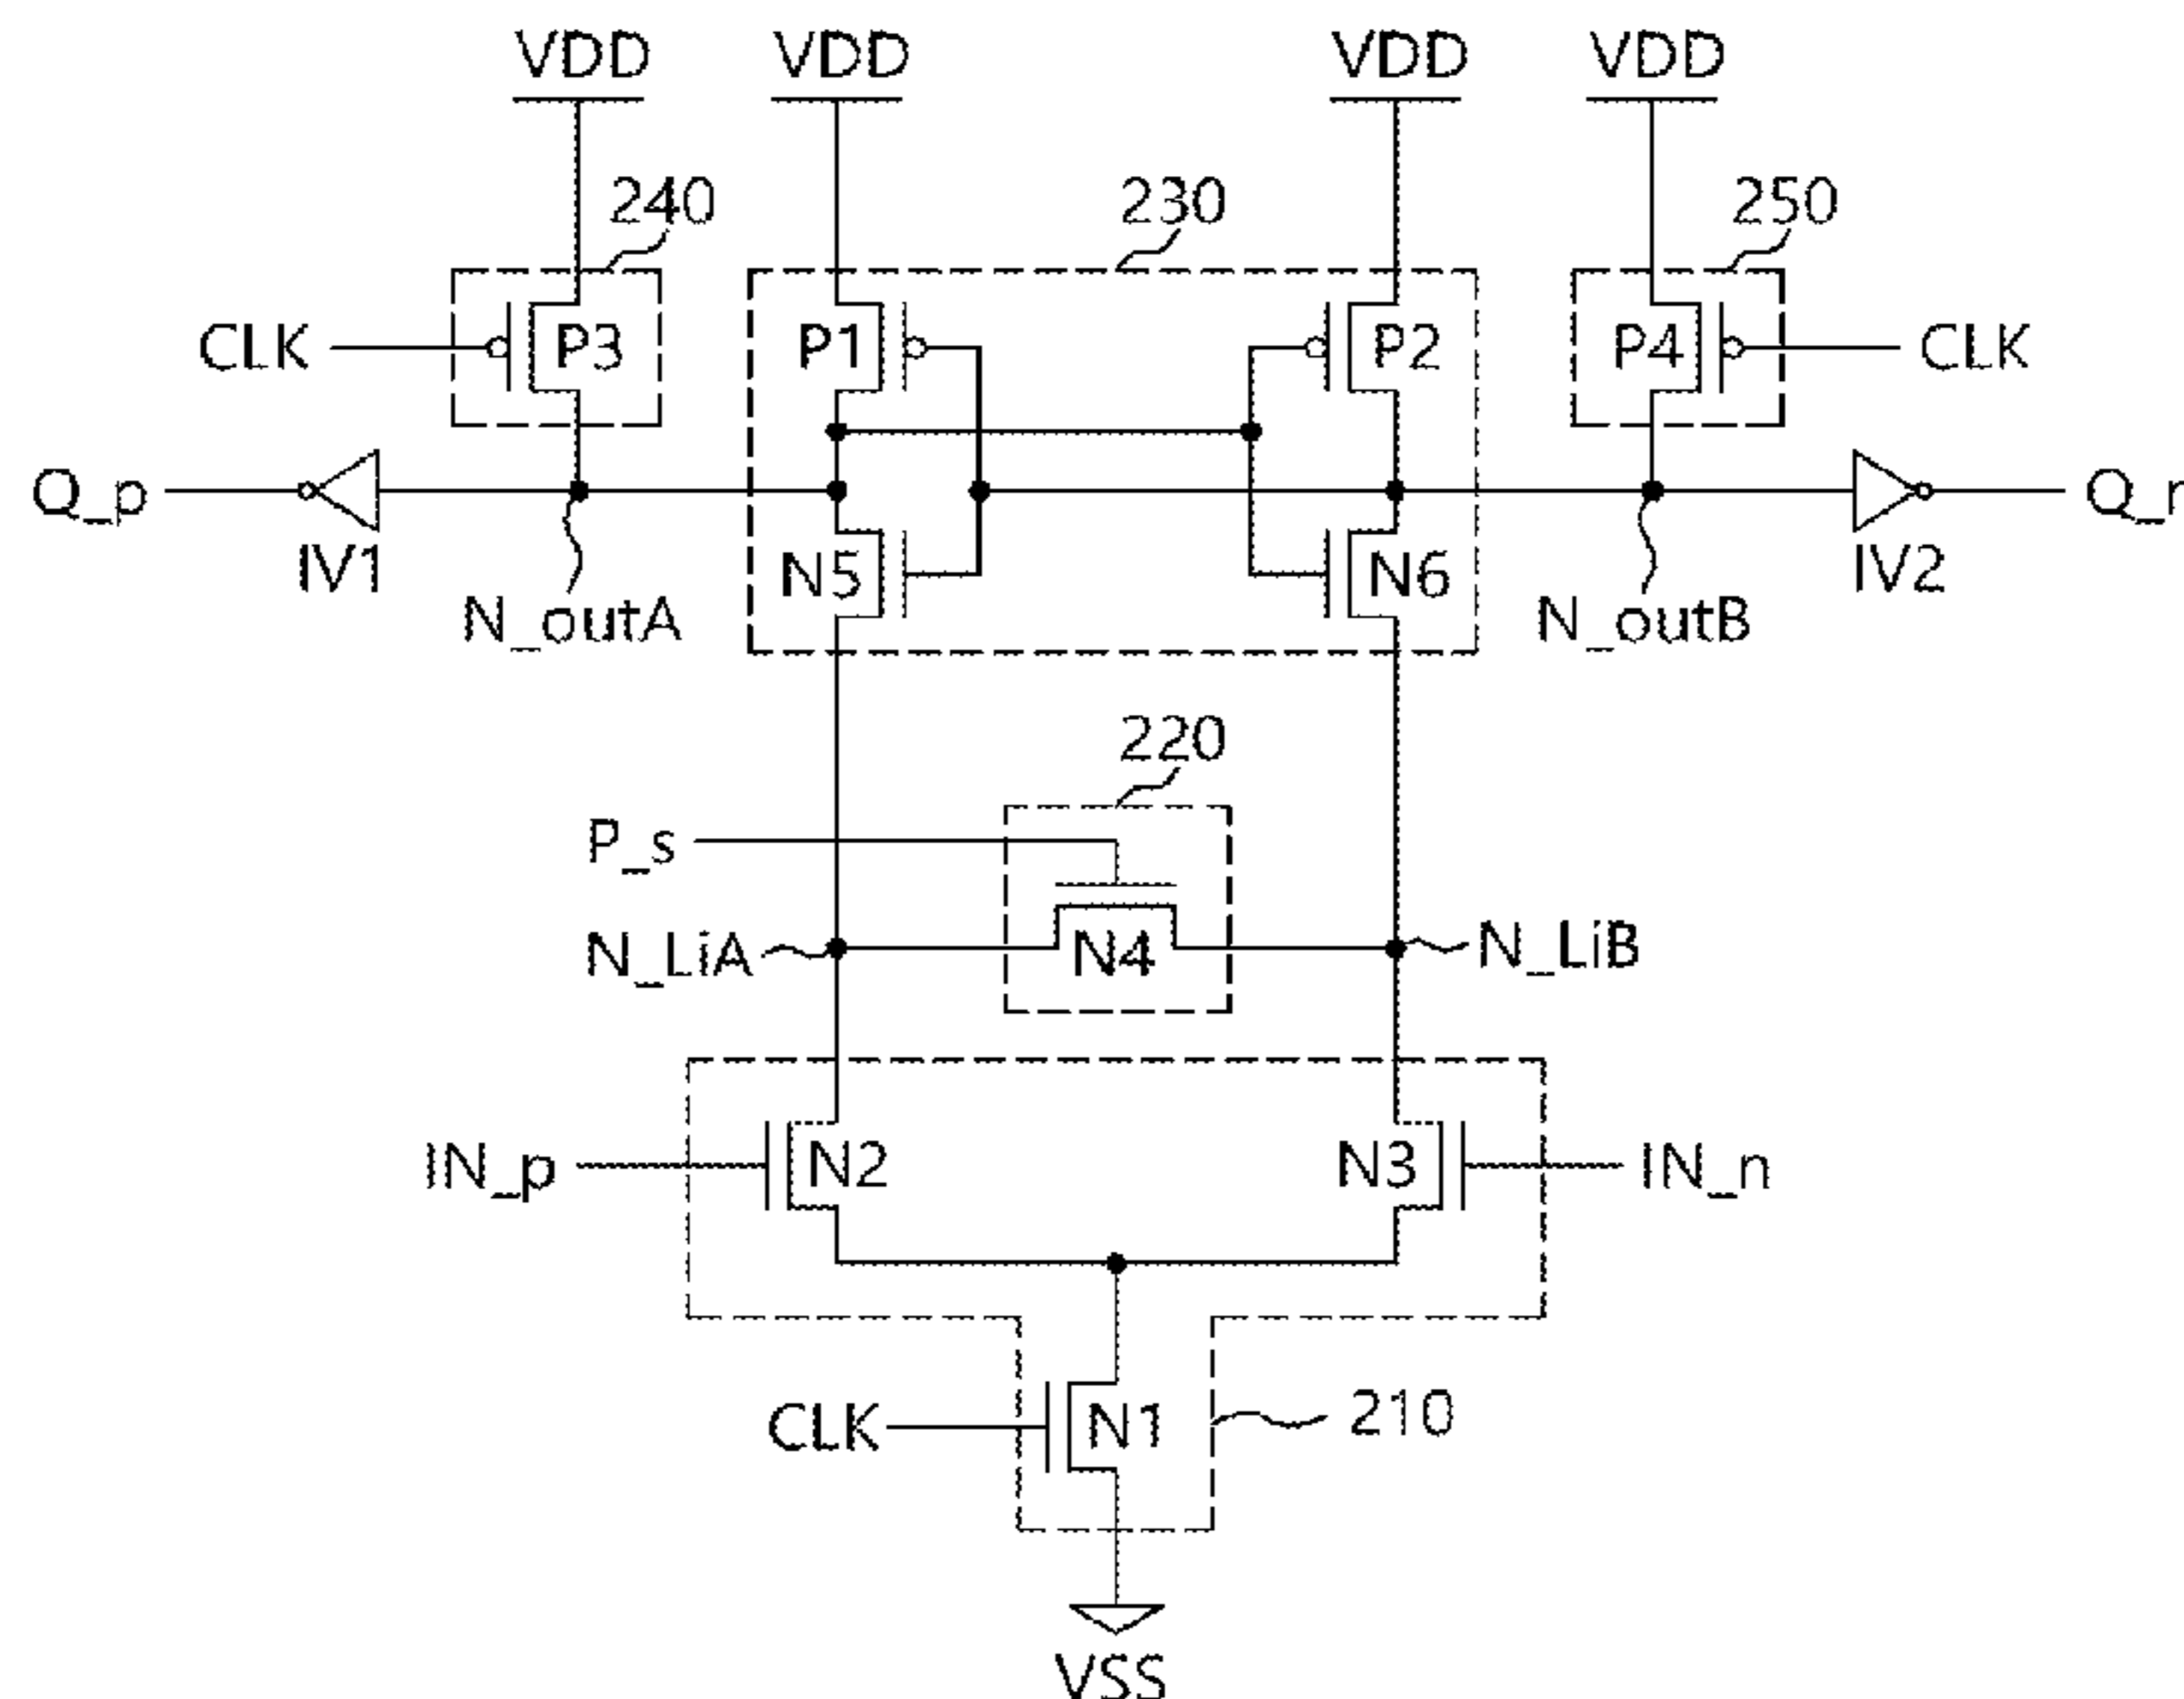 VDD VDD VDD VDD
240 230 250
CLK P3 P1 P2 P4 CLK
Q_p IV1 N_outA N5 N6 N_outB IV2
220
P_s
N_LiA N4 N_LiB
IN_p N2 N3 IN_n
CLK N1 210
VSS